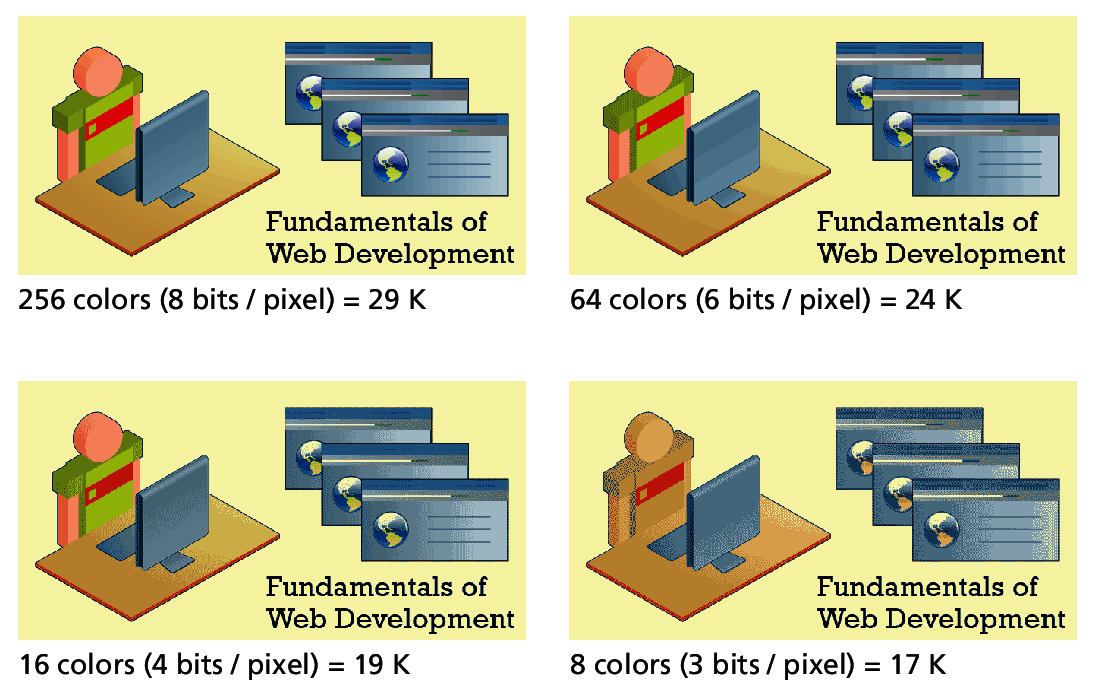 Fundamentals of
Web Development
256 colors (8 bits / pixel) = 29 K
Fundamentals of
Web Development
64 colors (6 bits / pixel) = 24 K
Fundamentals of
Web Development
16 colors (4 bits / pixel) = 19 K
Fundamentals of
Web Development
8 colors (3 bits / pixel) = 17 K